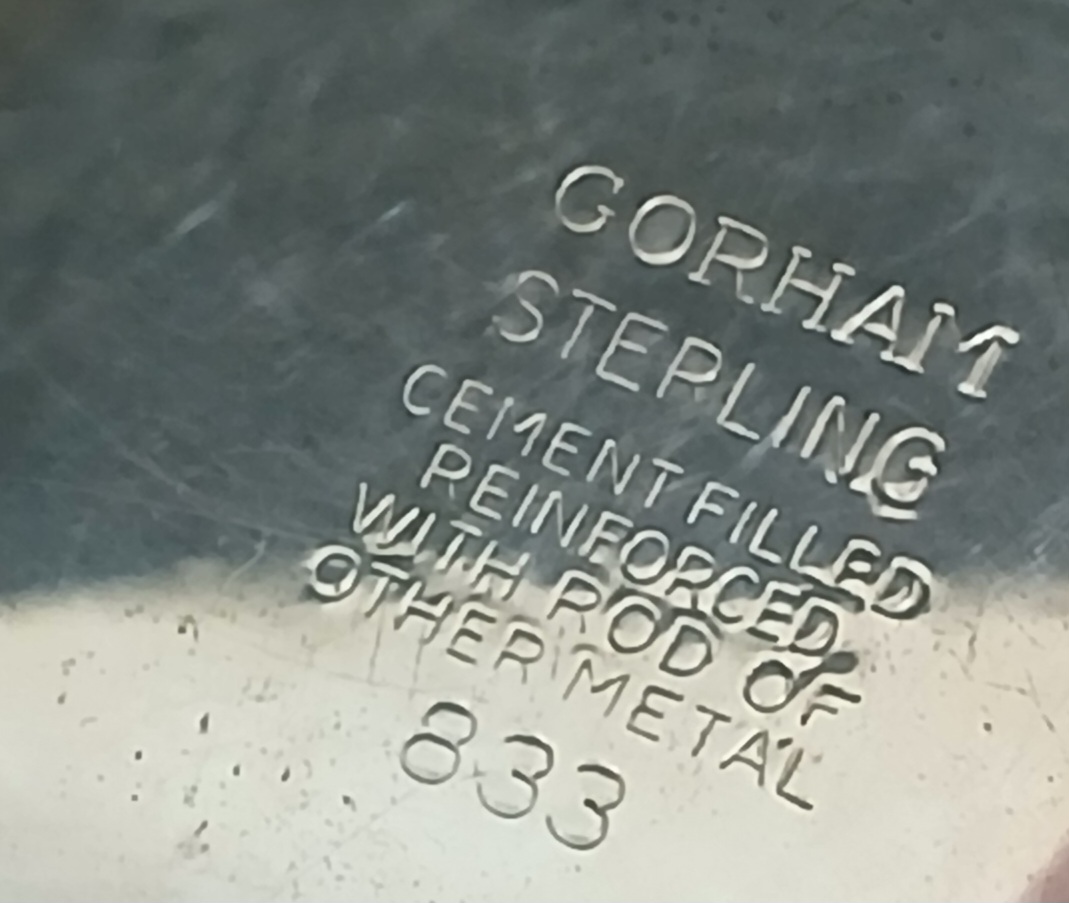 GORHAM
STERLING
CEMENT FILLED
REINFORCED
WITH ROD OF
OTHER METAL
833